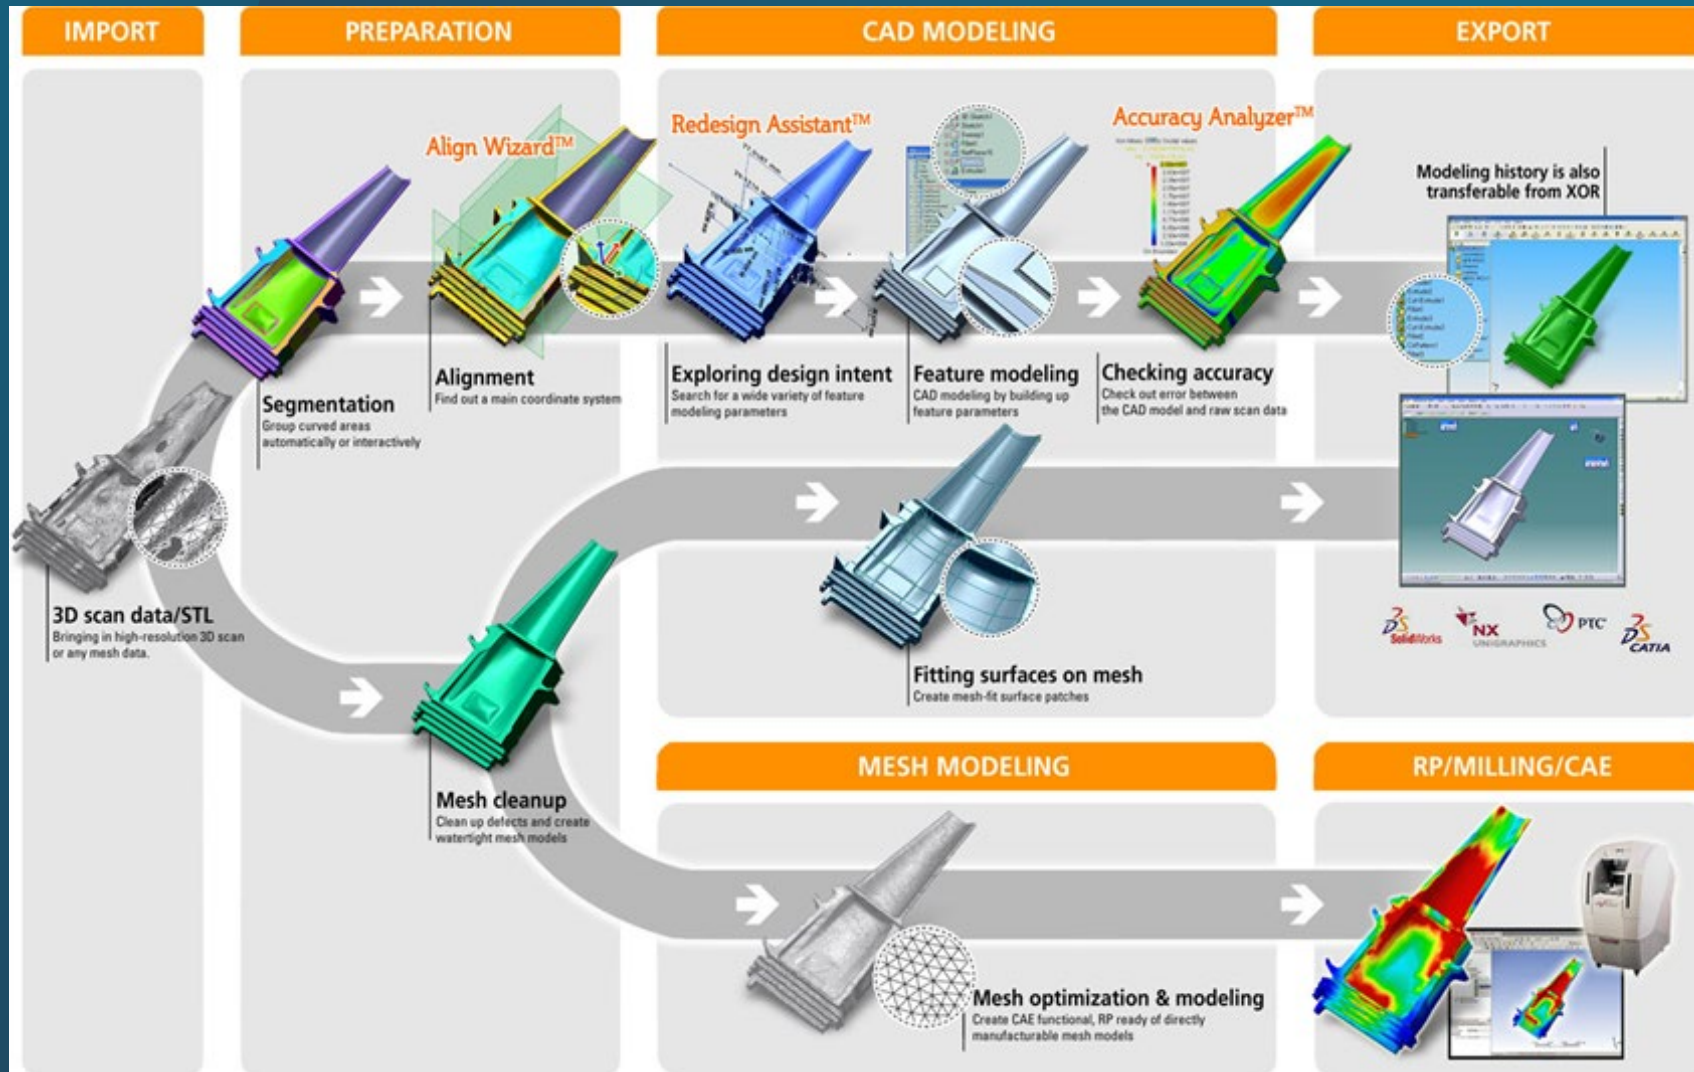 IMPORT
PREPARATION
CAD MODELING
EXPORT
Align Wizard™
Redesign Assistant™
Accuracy Analyzer™
Modeling history is also
transferable from XOR
Segmentation
Group curved areas
automatically or interactively
Alignment
Find out a main coordinate system
Exploring design intent
Search for a wide variety of feature
modeling parameters
Feature modeling
CAD modeling by building up
feature parameters
Checking accuracy
Check out error between
the CAD model and raw scan data
3D scan data/STL
Bringing in high-resolution 3D scan
or any mesh data.
Mesh cleanup
Clean up defects and create
watertight mesh models
Fitting surfaces on mesh
Create mesh-fit surface patches
SolidWorks
NX
UNIGRAPHICS
PTC
CATIA
MESH MODELING
RP/MILLING/CAE
Mesh optimization & modeling
Create CAE functional, RP ready of directly
manufacturable mesh models